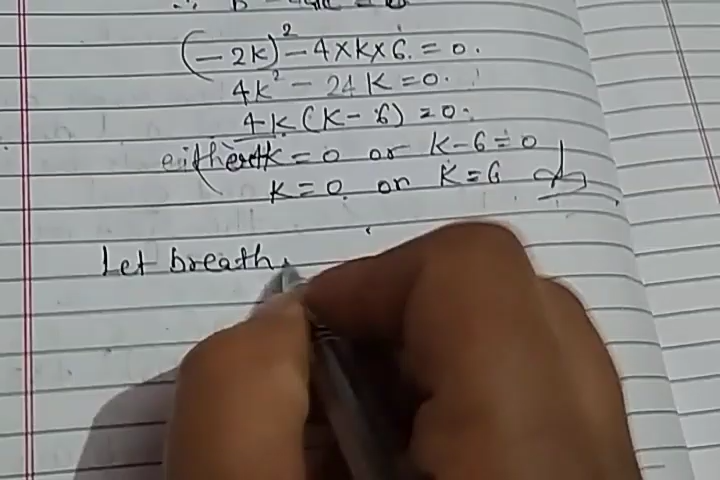 (-2K)² - 4×K×6 = 0.
4K² - 24K = 0.
4K(K - 6) = 0.
either 4K = 0 or K - 6 = 0
K = 0 or K = 6
Let breath